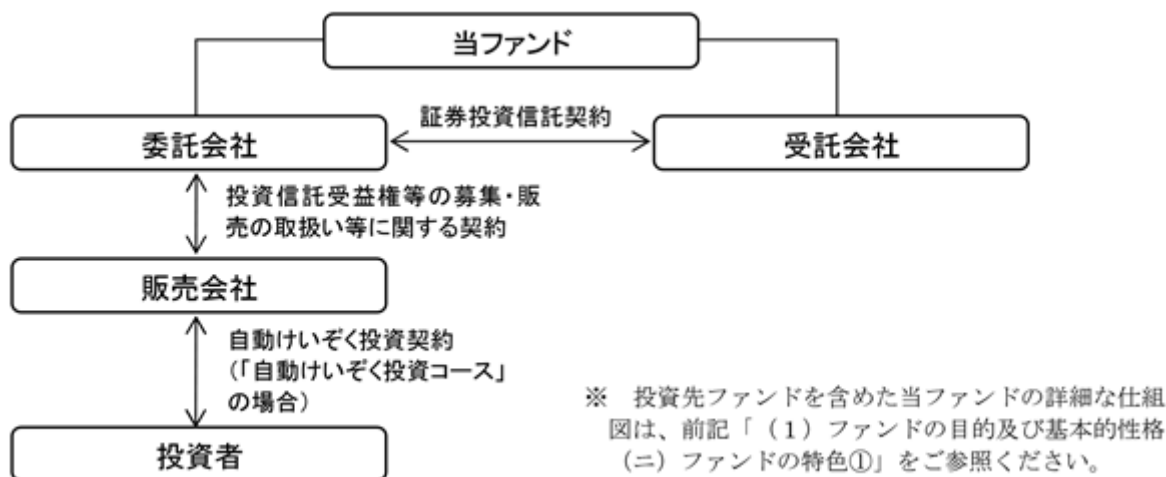 当ファンド
証券投資信託契約
委託会社
受託会社
投資信託受益権等の募集・販
売の取扱い等に関する契約
販売会社
自動けいぞく投資契約
(「自動けいぞく投資コース」
の場合)
※ 投資先ファンドを含めた当ファンドの詳細な仕組
図は、前記「（１）ファンドの目的及び基本的性格
（ニ）ファンドの特色①」をご参照ください。
投資者